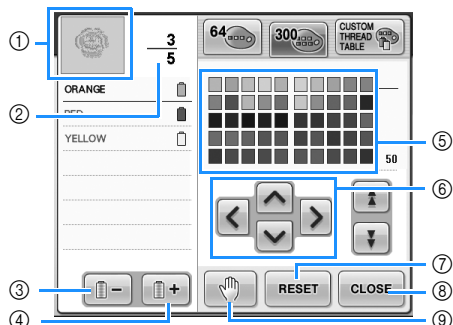 ①
3
5
②
64
300
CUSTOM
THREAD
TABLE
ORANGE
RED
YELLOW
⑤
50
⑥
③
④
RESET
CLOSE
⑦
⑧
⑨